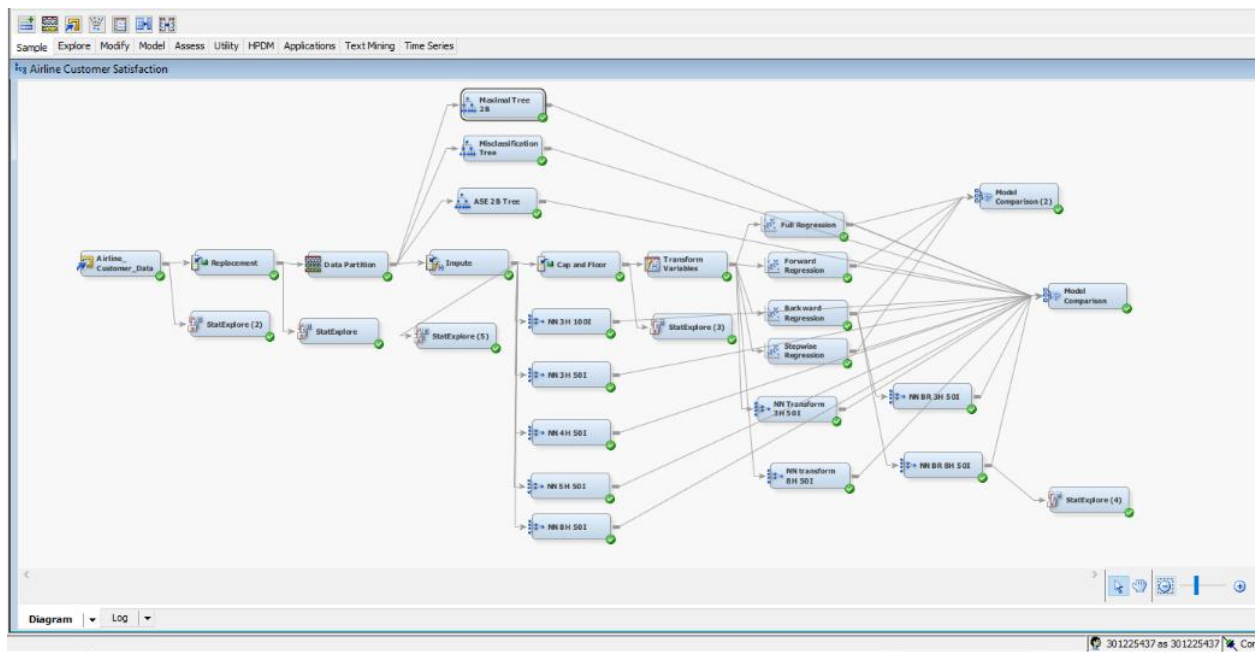 Sample Explore Modify Model Assess Utility HPDM Applications Text Mining Time Series
Airline Customer Satisfaction
Maximal Tree
2B
Misclassification
Tree
ASE 2B Tree
Model
Comparison (2)
Full Regression
Airline_
Customer_Data
Replacement
Data Partition
Impute
Cap and Floor
Transform
Variables
Forward
Regression
Model
Comparison
StatExplore (2)
StatExplore
StatExplore (5)
NN 3H 100I
StatExplore (3)
Backward
Regression
Stepwise
Regression
NN 3H 50I
NN Transform
3H 50I
NN BR 3H 50I
NN 4H 50I
NN transform
8H 50I
NN BR 8H 50I
NN 5H 50I
StatExplore (4)
NN 8H 50I
Diagram Log
301225437 as 301225437 Cor